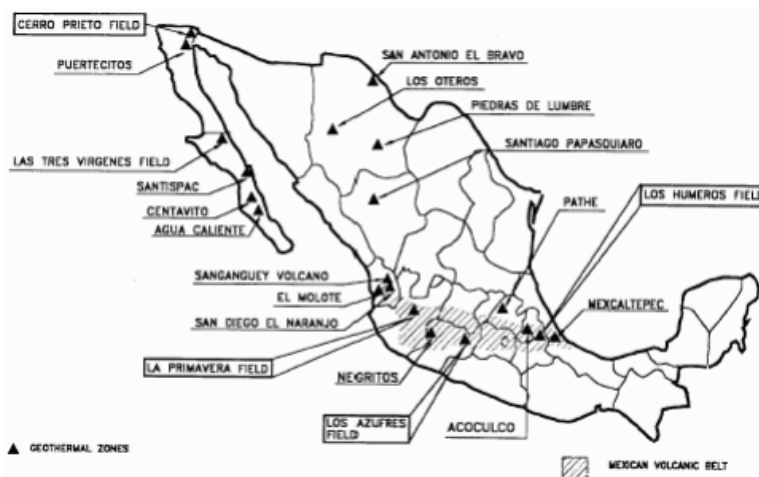 CERRO PRIETO FIELD
PUERTECITOS
SAN ANTONIO EL BRAVO
LOS OTEROS
PIEDRAS DE LUMBRE
LAS TRES VIRGENES FIELD
SANTIAGO PAPASQUIARO
SANTISPAC
LOS HUMEROS FIELD
CENTAVITO
PATHE
AGUA CALIENTE
SANGANGUEY VOLCANO
EL MOLOTE
MEXCALTEPEC
SAN DIEGO EL NARANJO
LA PRIMAVERA FIELD
NEGRITOS
LOS AZUFRES
FIELD
ACOCULCO
GEOTHERMAL ZONES
MEXICAN VOLCANIC BELT